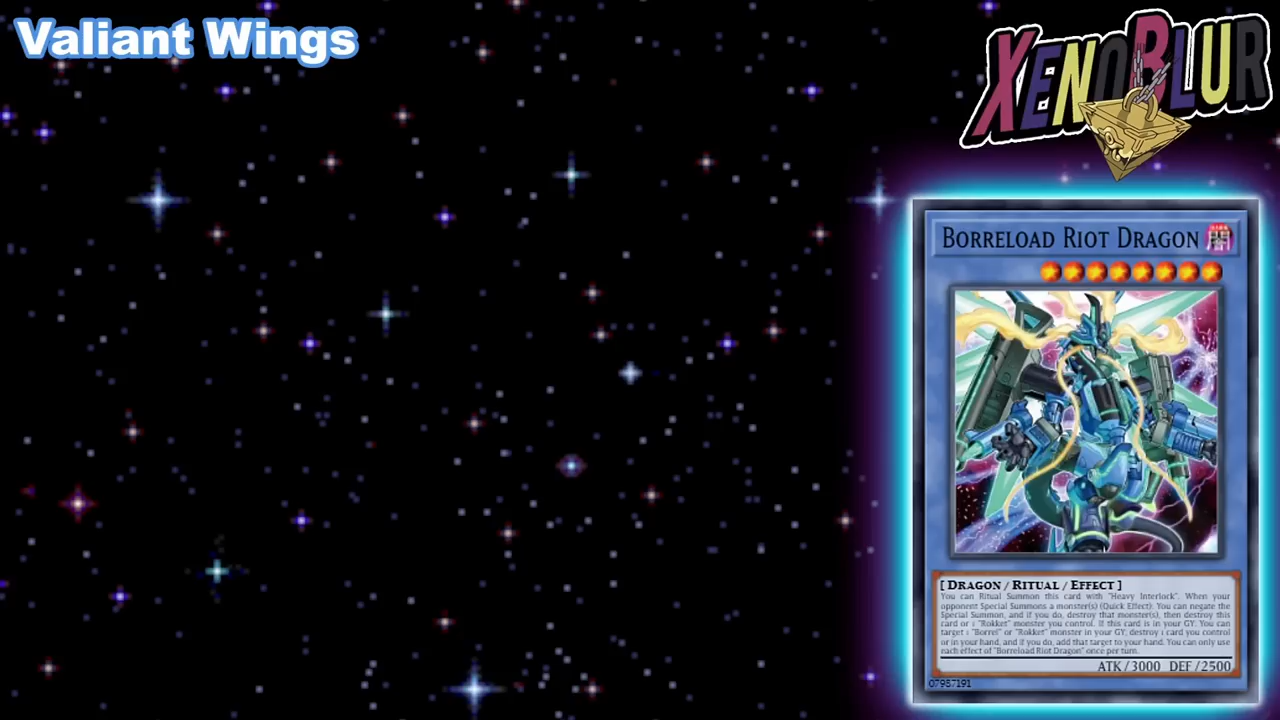 Valiant Wings
XENOBLUR
BORRELOAD RIOT DRAGON
[ DRAGON / RITUAL / EFFECT ]
You can Ritual Summon this card with "Heavy Interlock". When your
opponent Special Summons a monster(s) (Quick Effect): You can negate the
Special Summon, and if you do, destroy that monster(s), then destroy this
card or 1 "Rokket" monster you control. If this card is in your GY: You can
target 1 "Borrel" or "Rokket" monster in your GY; destroy 1 card you control
or in your hand, and if you do, add that target to your hand. You can only use
each effect of "Borreload Riot Dragon" once per turn.
ATK / 3000 DEF / 2500
07987191